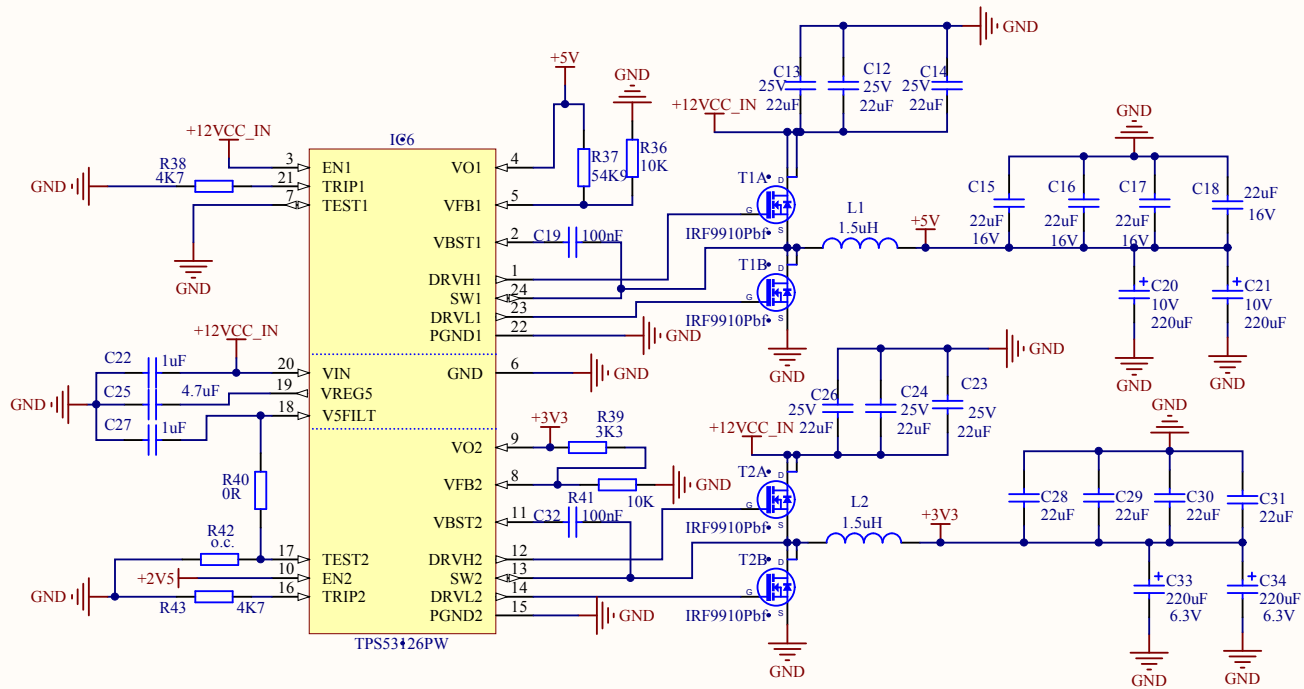 IC6
TPS53126PW
+12VCC_IN
R38
4K7
GND
GND
3 EN1
21 TRIP1
7 TEST1
VO1 4
VFB1 5
VBST1 2
DRVH1 1
SW1 24
DRVL1 23
PGND1 22
GND
+5V
GND
R37
54K9
R36
10K
C19 100nF
+12VCC_IN
C22 1uF
C25 4.7uF
C27 1uF
GND
20 VIN
19 VREG5
18 V5FILT
GND 6
GND
R40
0R
R42
o.c.
+2V5
GND
R43 4K7
17 TEST2
10 EN2
16 TRIP2
VO2 9
VFB2 8
VBST2 11
DRVH2 12
SW2 13
DRVL2 14
PGND2 15
GND
+3V3
R39
3K3
R41 10K
GND
C32 100nF
+12VCC_IN
C13
25V
22uF
C12
25V
22uF
C14
25V
22uF
GND
T1A
D
G
S
IRF9910Pbf
T1B
D
G
S
IRF9910Pbf
GND
L1
1.5uH
+5V
GND
C15
22uF
16V
C16
22uF
16V
C17
22uF
16V
C18
22uF
16V
C20
10V
220uF
GND
C21
10V
220uF
GND
+12VCC_IN
C26
25V
22uF
C24
25V
22uF
C23
25V
22uF
GND
T2A
D
G
S
IRF9910Pbf
T2B
D
G
S
IRF9910Pbf
GND
L2
1.5uH
+3V3
GND
C28
22uF
C29
22uF
C30
22uF
C31
22uF
C33
220uF
6.3V
GND
C34
220uF
6.3V
GND